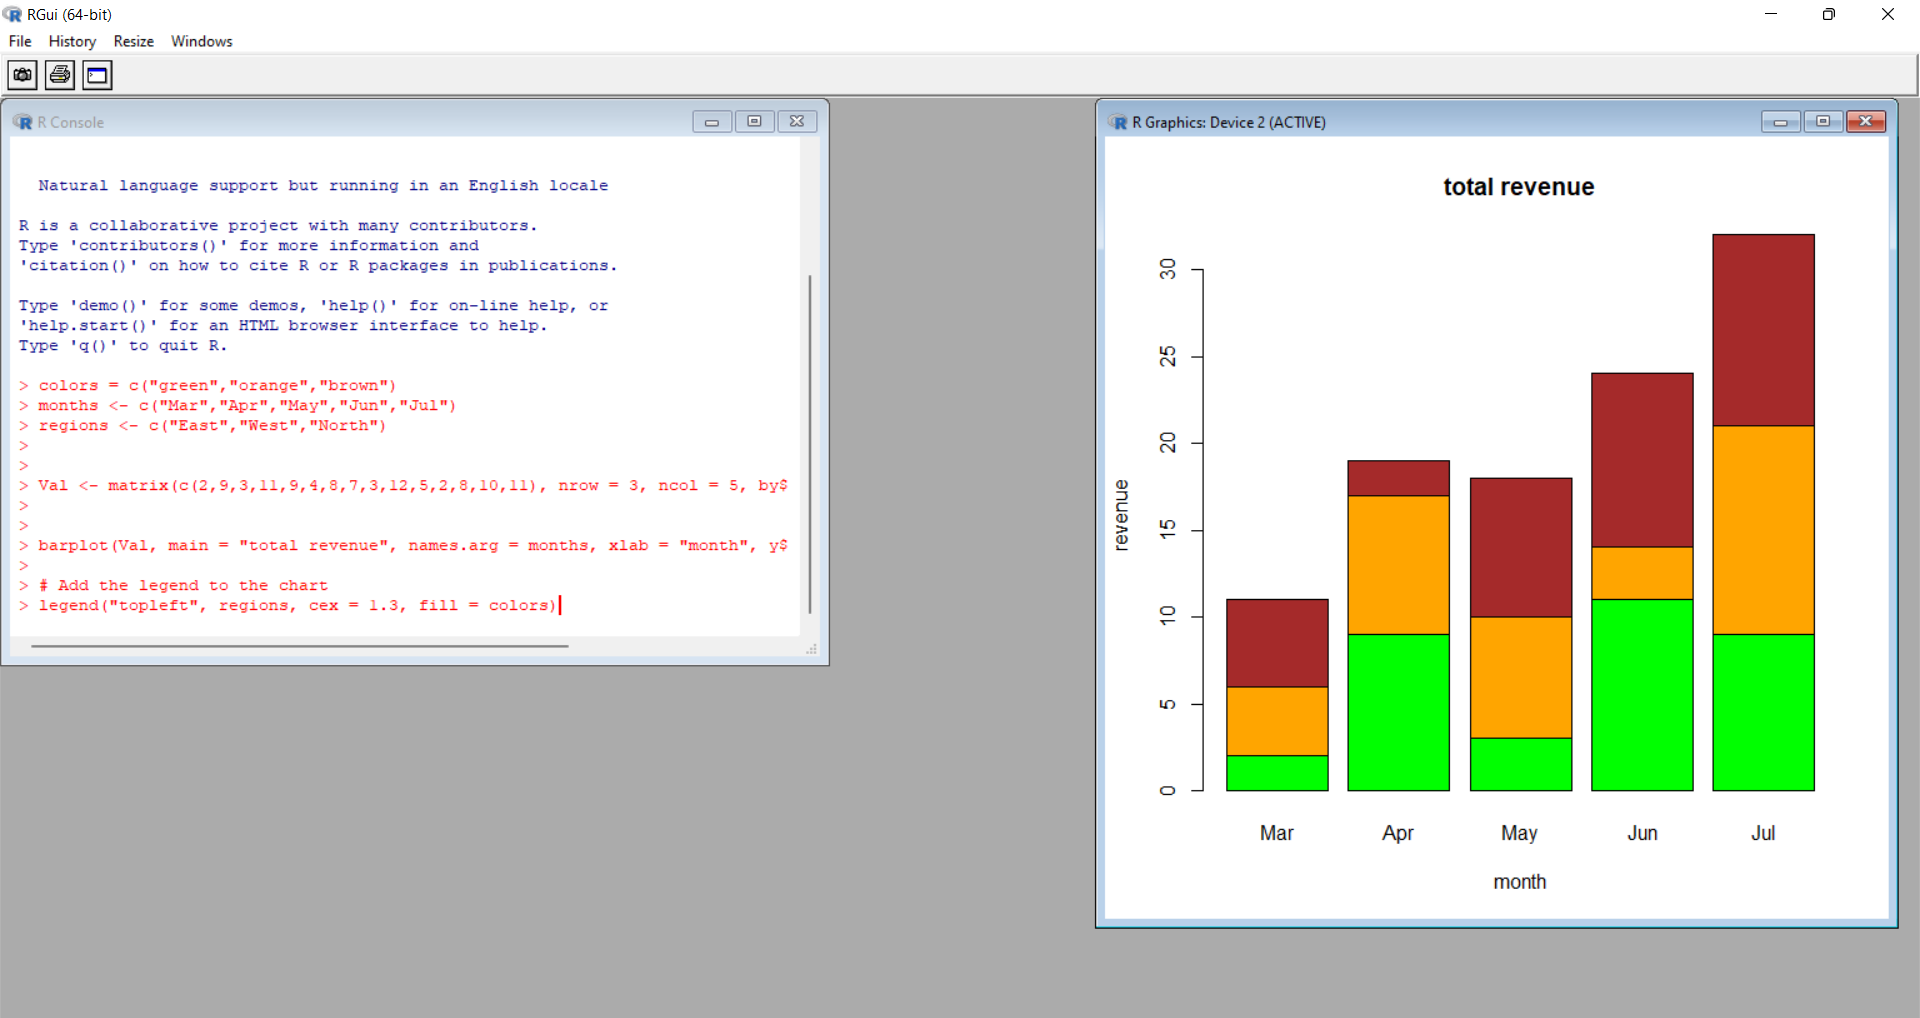 RGui (64-bit)
File History Resize Windows
R Console
Natural language support but running in an English locale
R is a collaborative project with many contributors.
Type 'contributors()' for more information and
'citation()' on how to cite R or R packages in publications.
Type 'demo()' for some demos, 'help()' for on-line help, or
'help.start()' for an HTML browser interface to help.
Type 'q()' to quit R.
> colors = c("green","orange","brown")
> months <- c("Mar","Apr","May","Jun","Jul")
> regions <- c("East","West","North")
>
>
> Val <- matrix(c(2,9,3,11,9,4,8,7,3,12,5,2,8,10,11), nrow = 3, ncol = 5, by$
>
>
> barplot(Val, main = "total revenue", names.arg = months, xlab = "month", y$
>
> # Add the legend to the chart
> legend("topleft", regions, cex = 1.3, fill = colors)
R Graphics: Device 2 (ACTIVE)
total revenue
revenue
30
25
20
15
10
5
0
Mar Apr May Jun Jul
month